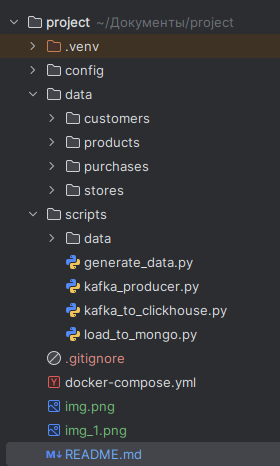 project ~/Документы/project
.venv
config
data
customers
products
purchases
stores
scripts
data
generate_data.py
kafka_producer.py
kafka_to_clickhouse.py
load_to_mongo.py
.gitignore
Y docker-compose.yml
img.png
img_1.png
M↓ README.md